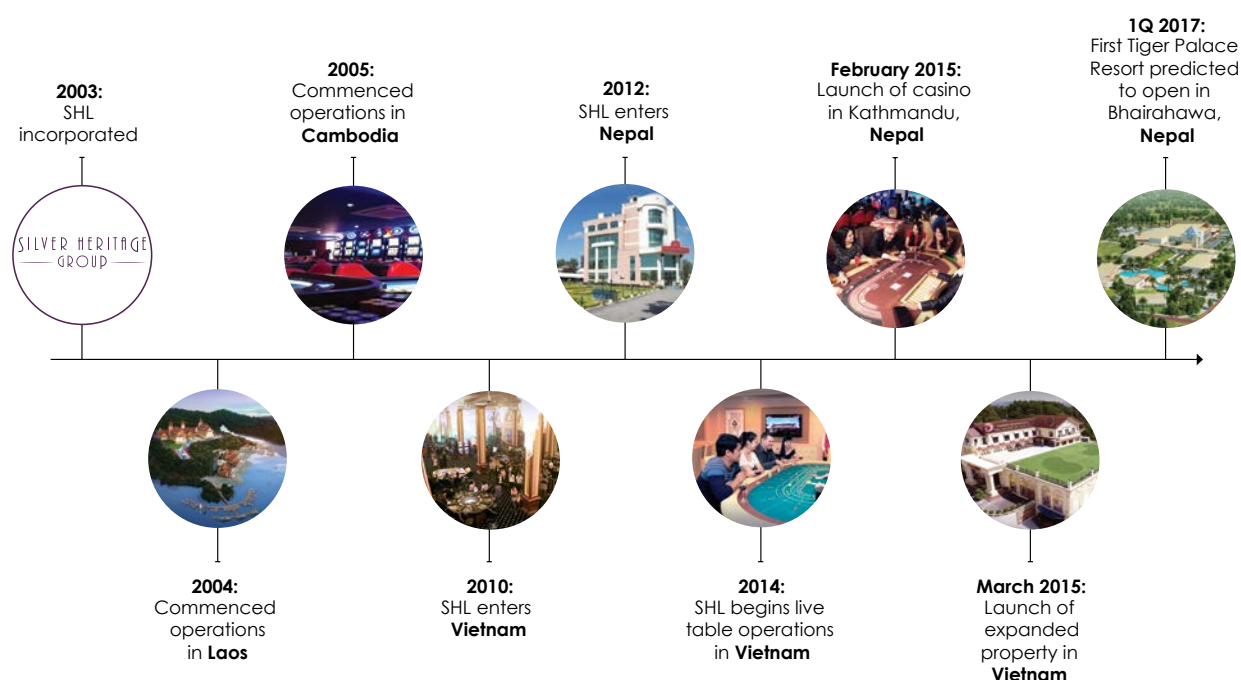 2003:
SHL
incorporated
SILVER HERITAGE
GROUP
2004:
Commenced
operations
in Laos
2005:
Commenced
operations in
Cambodia
2010:
SHL enters
Vietnam
2012:
SHL enters
Nepal
2014:
SHL begins live
table operations
in Vietnam
February 2015:
Launch of casino
in Kathmandu,
Nepal
March 2015:
Launch of
expanded
property in
Vietnam
1Q 2017:
First Tiger Palace
Resort predicted
to open in
Bhairahawa,
Nepal